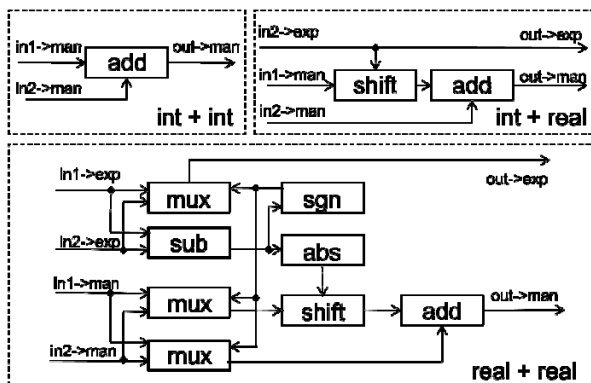 in1->man
add
out->man
in2->man
int + int
in2->exp
out->exp
in1->man
shift
add
out->man
in2->man
int + real
in1->exp
mux
out->exp
sgn
in2->exp
sub
abs
in1->man
mux
shift
add
out->man
in2->man
mux
real + real